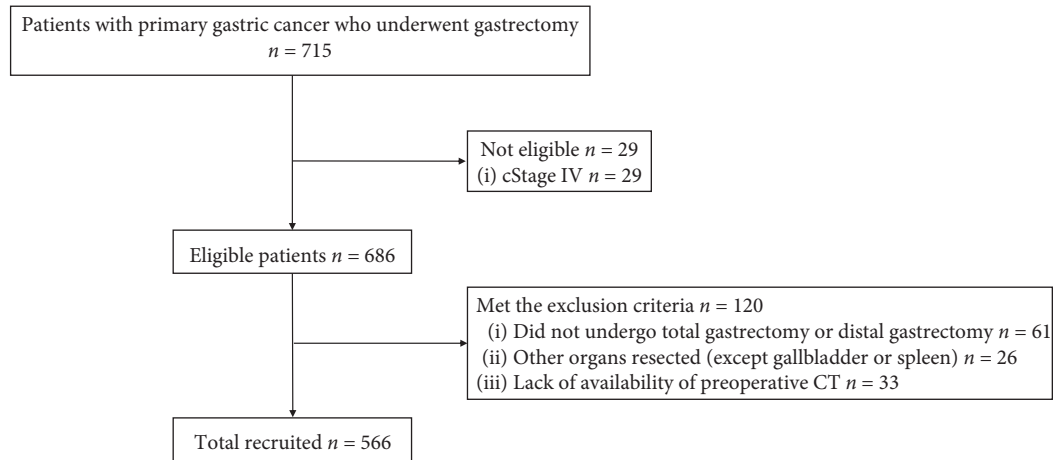 Patients with primary gastric cancer who underwent gastrectomy
n = 715
Not eligible n = 29
(i) cStage IV n = 29
Eligible patients n = 686
Met the exclusion criteria n = 120
(i) Did not undergo total gastrectomy or distal gastrectomy n = 61
(ii) Other organs resected (except gallbladder or spleen) n = 26
(iii) Lack of availability of preoperative CT n = 33
Total recruited n = 566